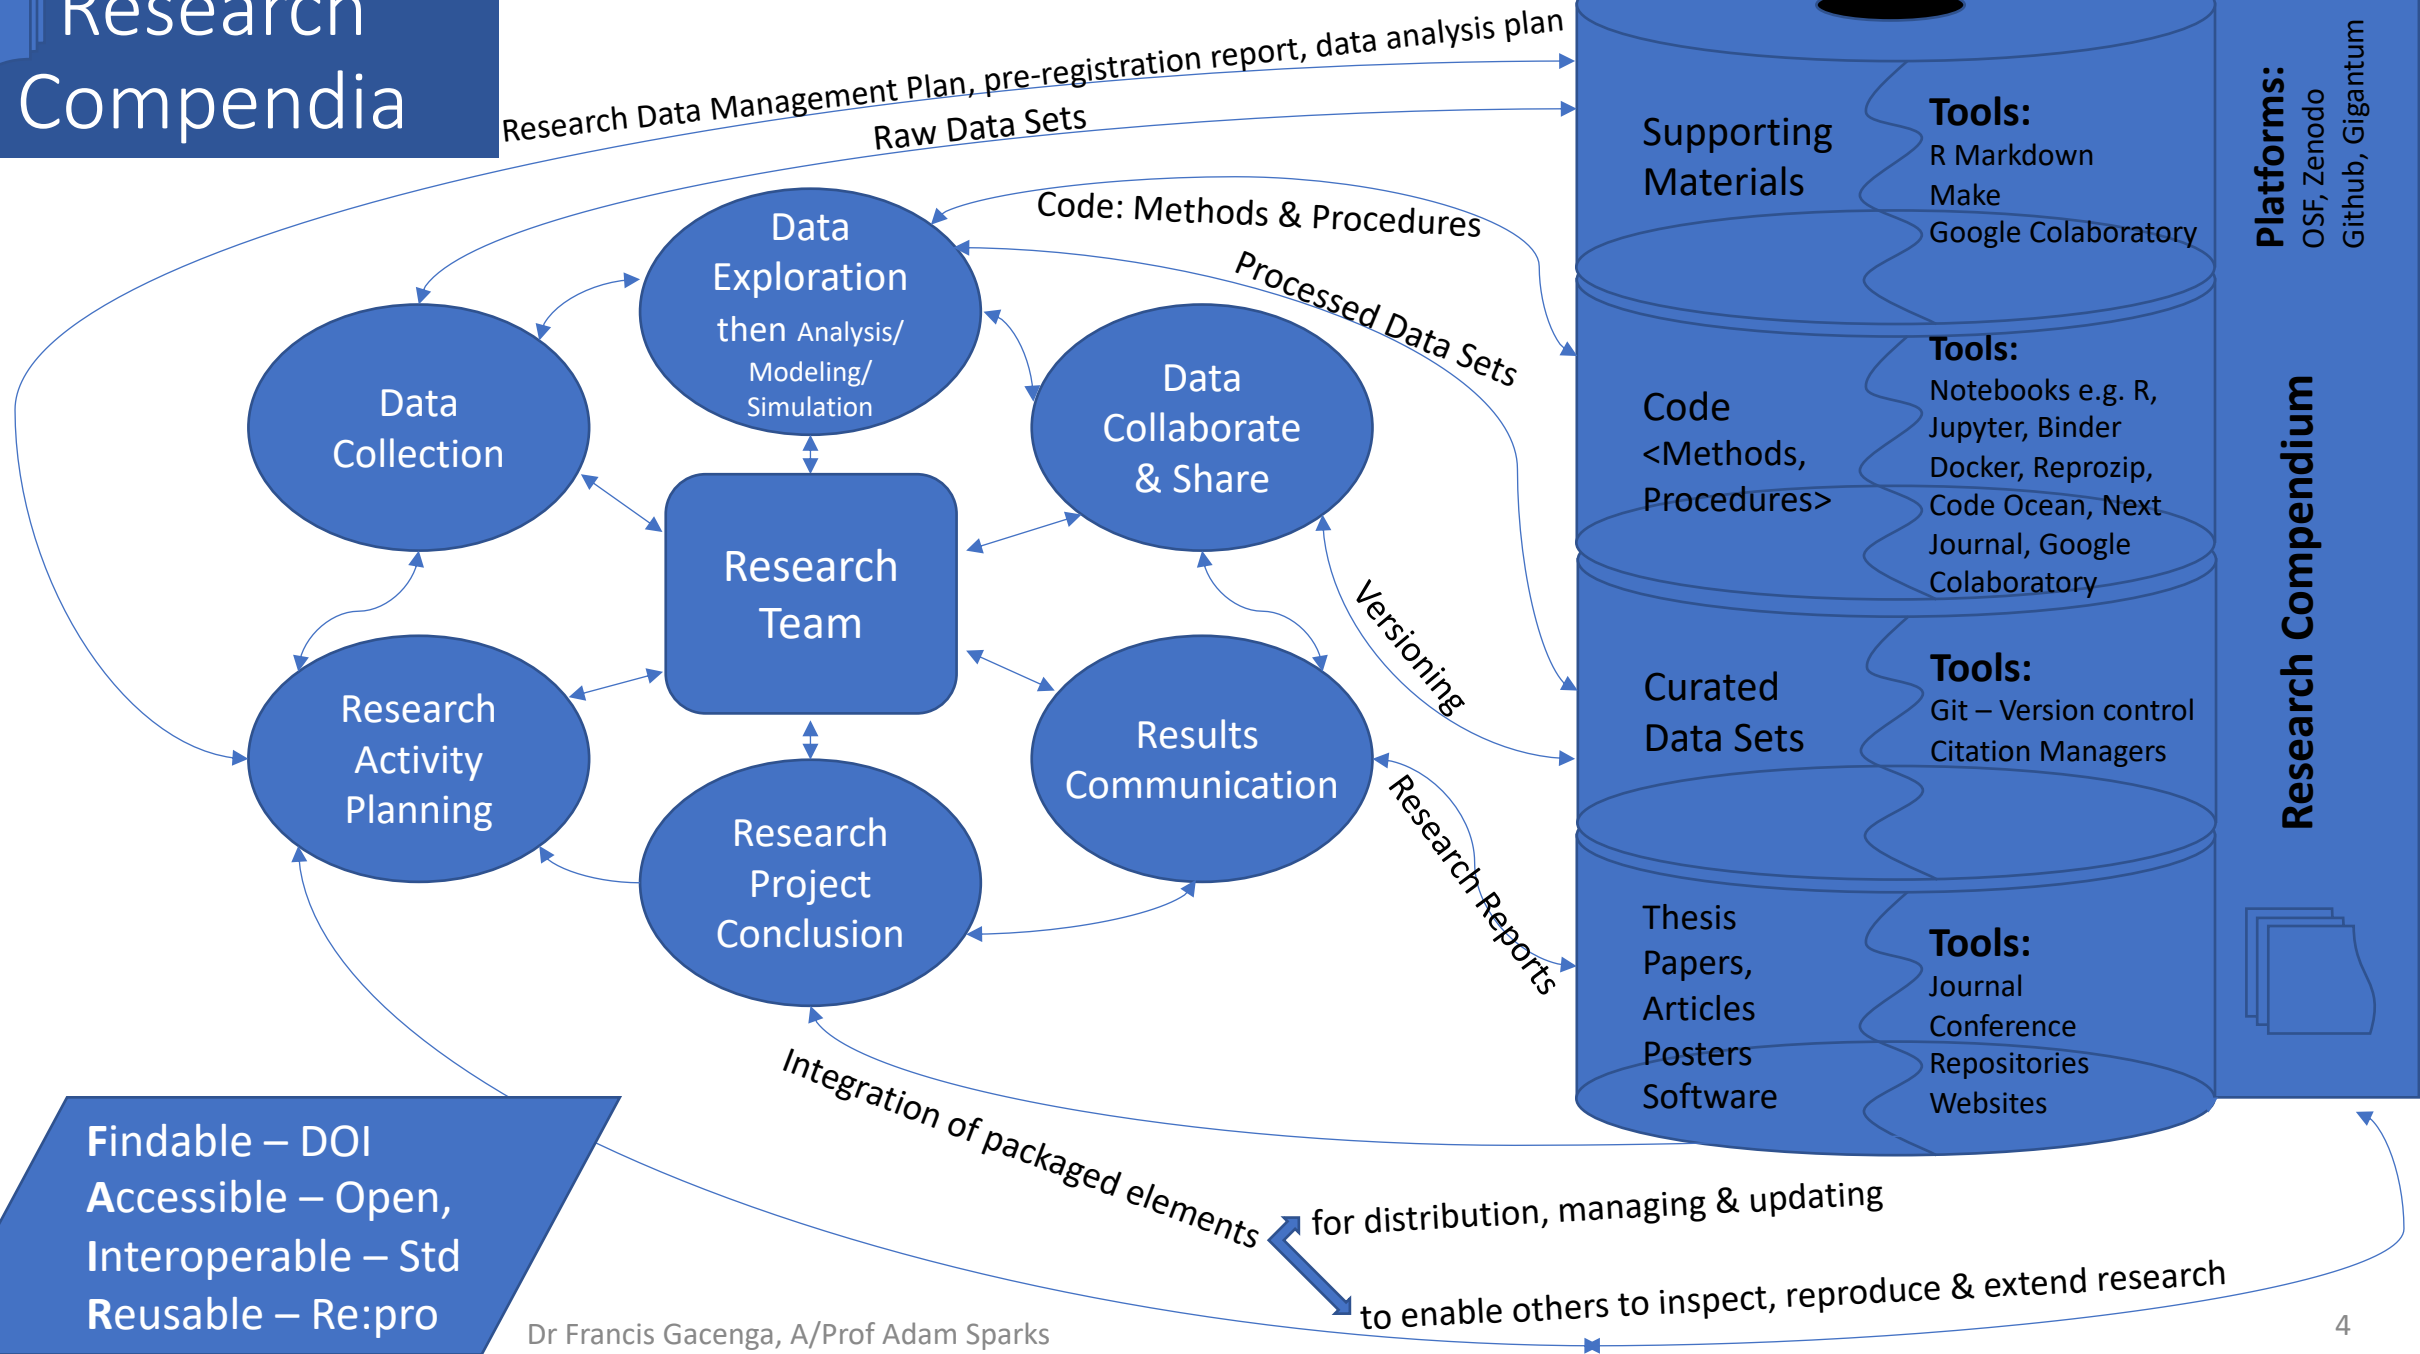 Research
Compendia
Research Data Management Plan, pre-registration report, data analysis plan
Raw Data Sets
Code: Methods & Procedures
Processed Data Sets
Versioning
Research Reports
Integration of packaged elements
for distribution, managing & updating
to enable others to inspect, reproduce & extend research
Data
Exploration
then Analysis/
Modeling/
Simulation
Data
Collection
Data
Collaborate
& Share
Research
Team
Research
Activity
Planning
Results
Communication
Research
Project
Conclusion
Supporting
Materials
Tools:
R Markdown
Make
Google Colaboratory
Code
<Methods,
Procedures>
Tools:
Notebooks e.g. R,
Jupyter, Binder
Docker, Reprozip,
Code Ocean, Next
Journal, Google
Colaboratory
Curated
Data Sets
Tools:
Git – Version control
Citation Managers
Thesis
Papers,
Articles
Posters
Software
Tools:
Journal
Conference
Repositories
Websites
Platforms:
OSF, Zenodo
Github, Gigantum
Research Compendium
Findable – DOI
Accessible – Open,
Interoperable – Std
Reusable – Re:pro
Dr Francis Gacenga, A/Prof Adam Sparks
4